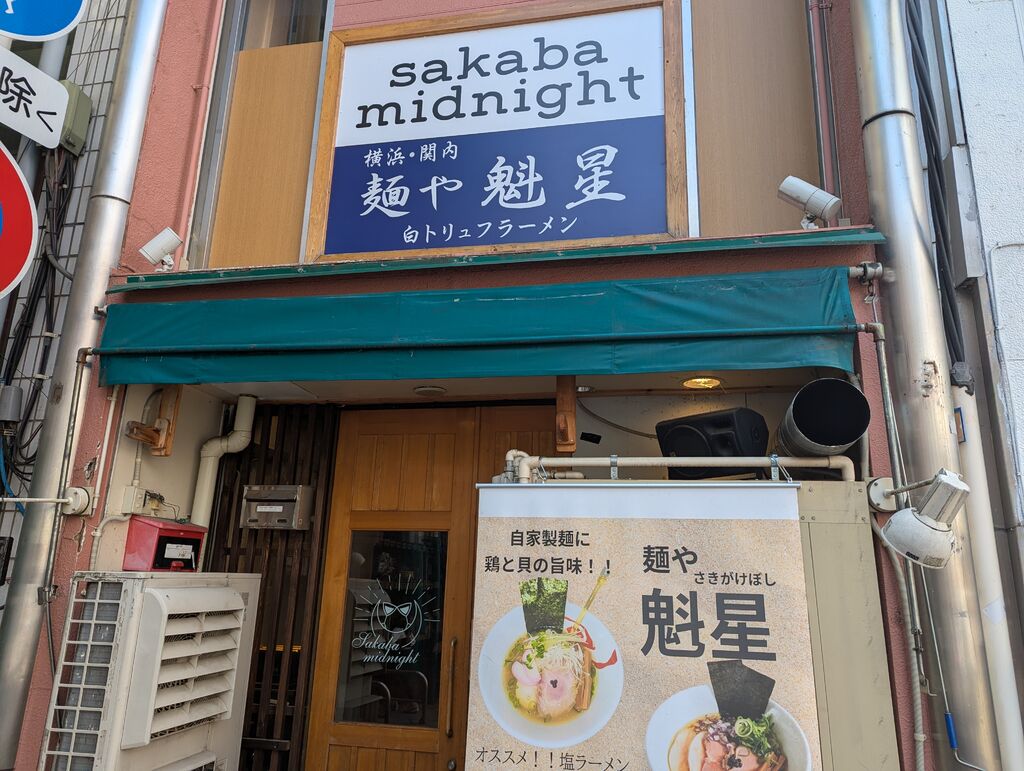 除く
sakaba
midnight
横浜・関内
麺や 魁星
白トリュフラーメン
Sakaba
midnight
自家製麺に
鶏と貝の旨味！！
麺や
さきがけぼし
魁星
オススメ！！塩ラーメン